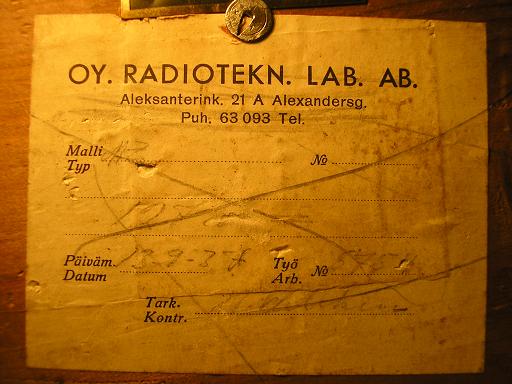 OY. RADIOTEKN. LAB. AB.
Aleksanterink. 21 A Alexandersg.
Puh. 63 093 Tel.
Malli
Typ
No
Päiväm.
Datum
Työ
Arb. No
Tark.
Kontr.